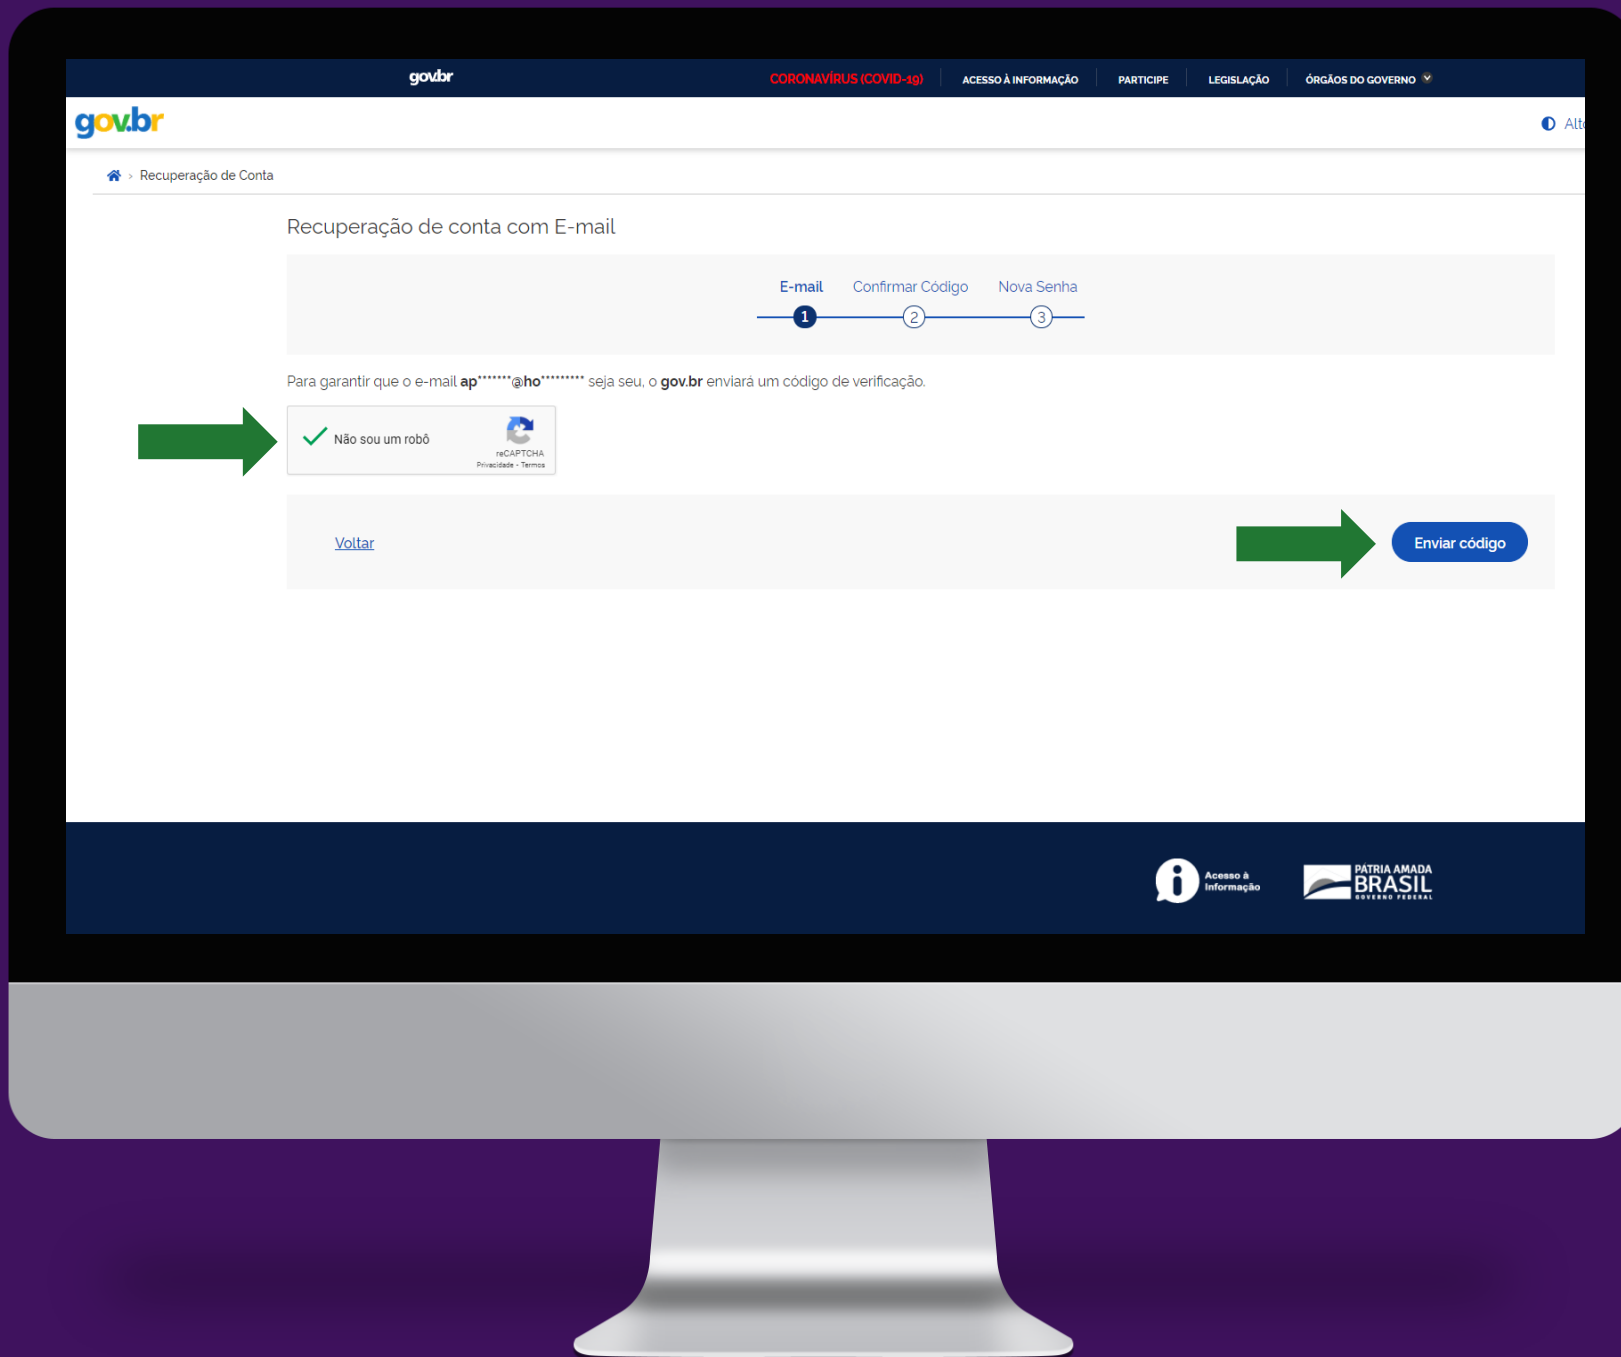 gov.br CORONAVÍRUS (COVID-19) ACESSO À INFORMAÇÃO PARTICIPE LEGISLAÇÃO ÓRGÃOS DO GOVERNO
gov.br Alto
Recuperação de Conta
Recuperação de conta com E-mail
E-mail Confirmar Código Nova Senha
1 2 3
Para garantir que o e-mail ap*******@ho********* seja seu, o gov.br enviará um código de verificação.
Não sou um robô
reCAPTCHA
Privacidade - Termos
Voltar Enviar código
Acesso à
Informação
PÁTRIA AMADA
BRASIL
GOVERNO FEDERAL